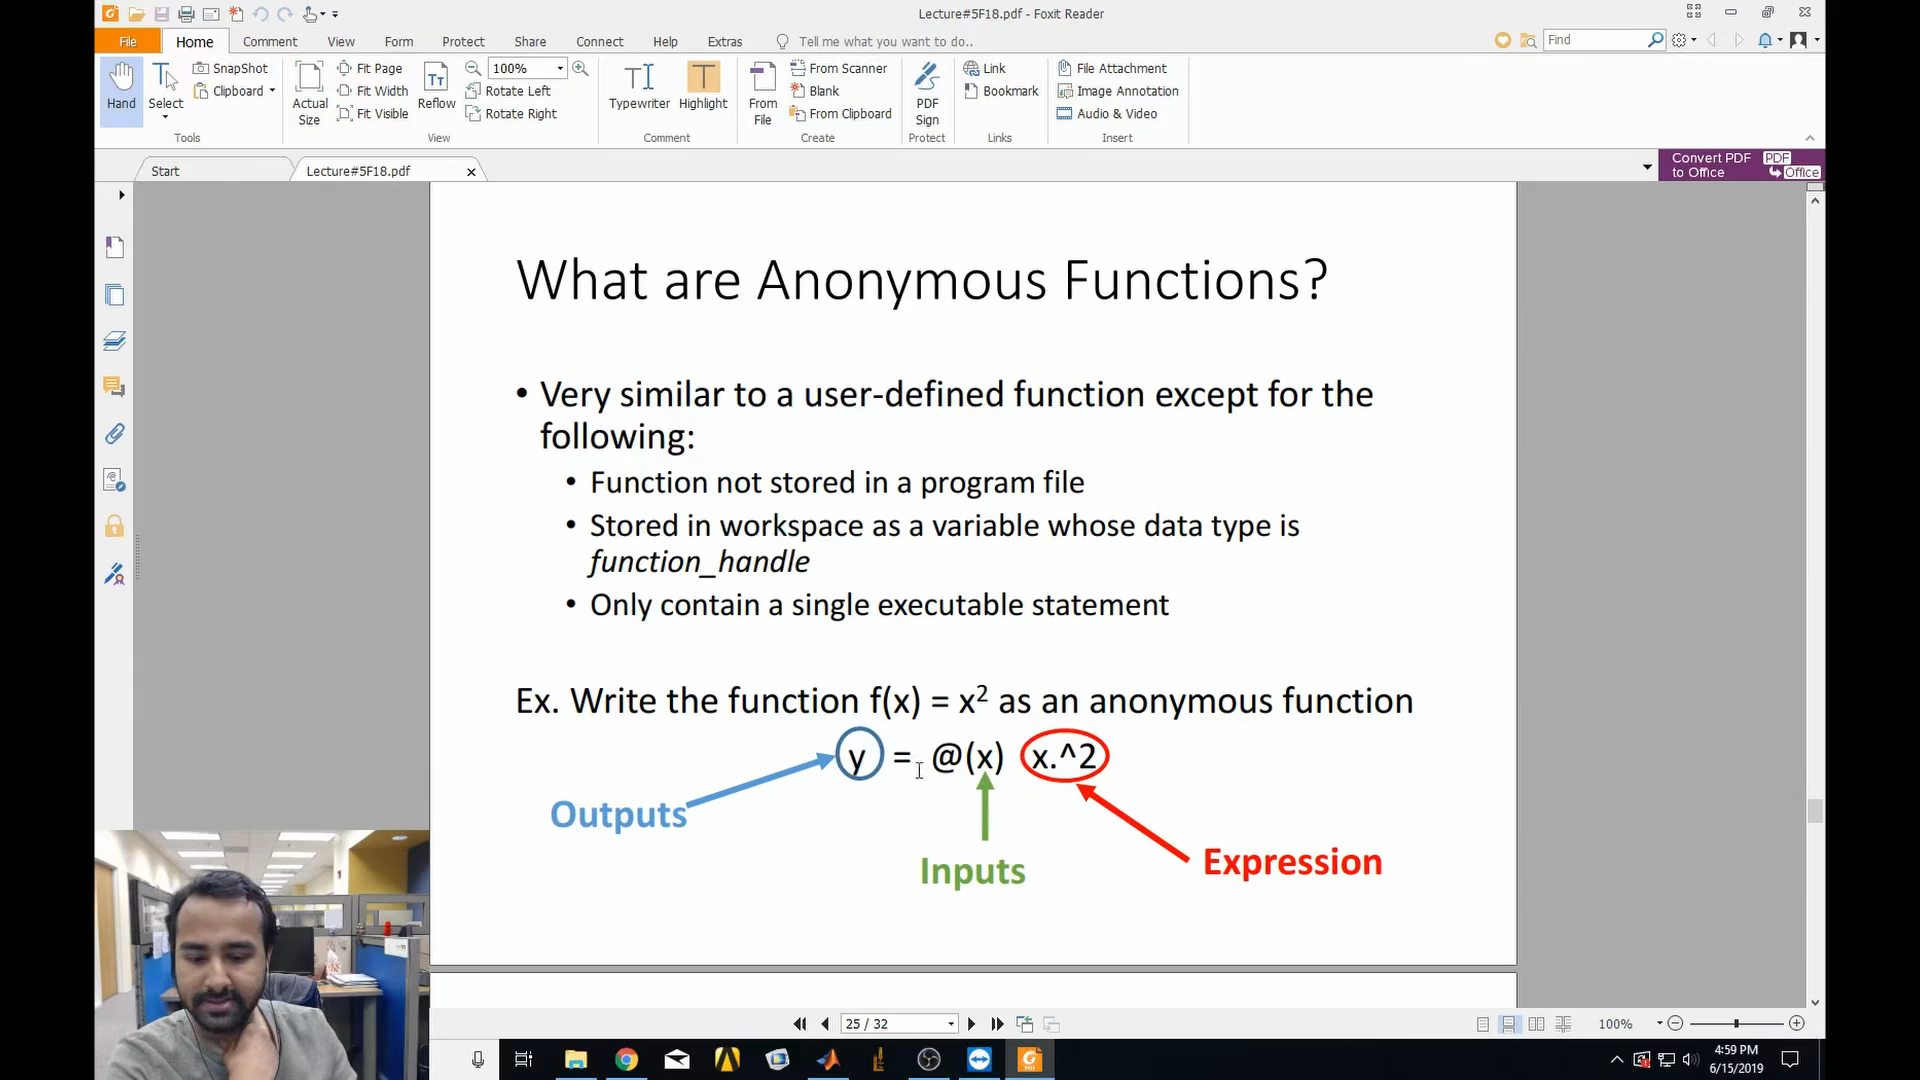 Lecture#5F18.pdf - Foxit Reader
File Home Comment View Form Protect Share Connect Help Extras Tell me what you want to do.. Find
Hand
Select
SnapShot
Clipboard
Tools
Actual
Size
Fit Page
Fit Width
Fit Visible
Reflow
100%
Rotate Left
Rotate Right
View
Typewriter
Highlight
Comment
From
File
From Scanner
Blank
From Clipboard
Create
PDF
Sign
Protect
Link
Bookmark
Links
File Attachment
Image Annotation
Audio & Video
Insert
Start
Lecture#5F18.pdf
Convert PDF
to Office
PDF
Office
What are Anonymous Functions?
• Very similar to a user-defined function except for the
following:
• Function not stored in a program file
• Stored in workspace as a variable whose data type is
function_handle
• Only contain a single executable statement
Ex. Write the function f(x) = x² as an anonymous function
y = @(x) x.^2
Outputs
Inputs
Expression
25 / 32
100%
4:59 PM
6/15/2019